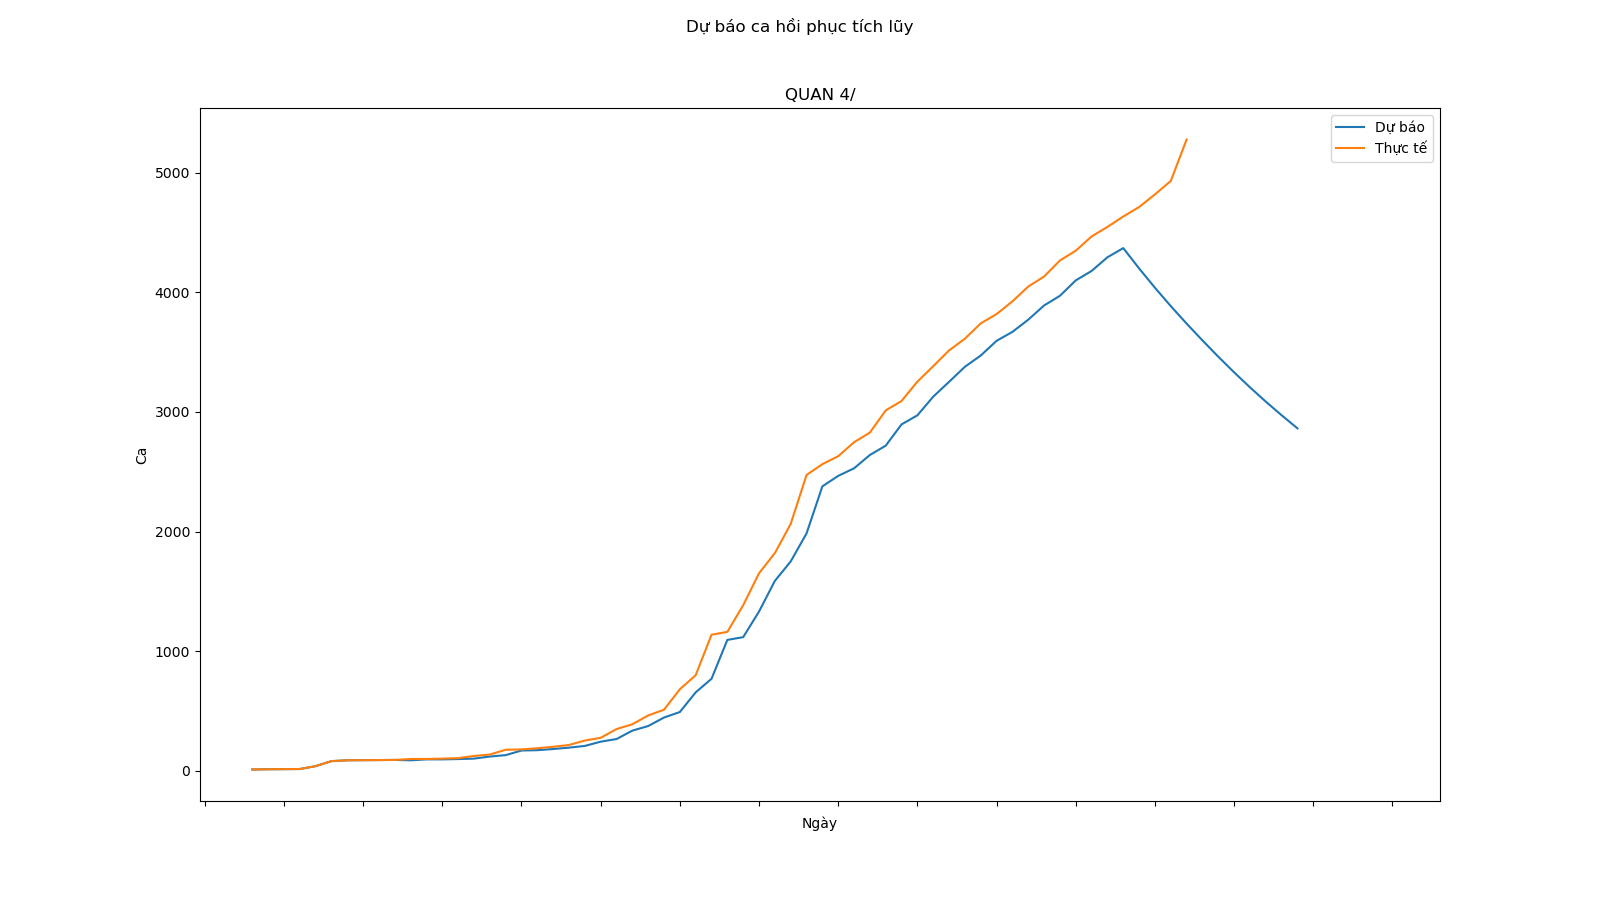 Dự báo ca hồi phục tích lũy
QUAN 4/
Dự báo
Thực tế
5000
4000
3000
2000
1000
0
Ca
Ngày